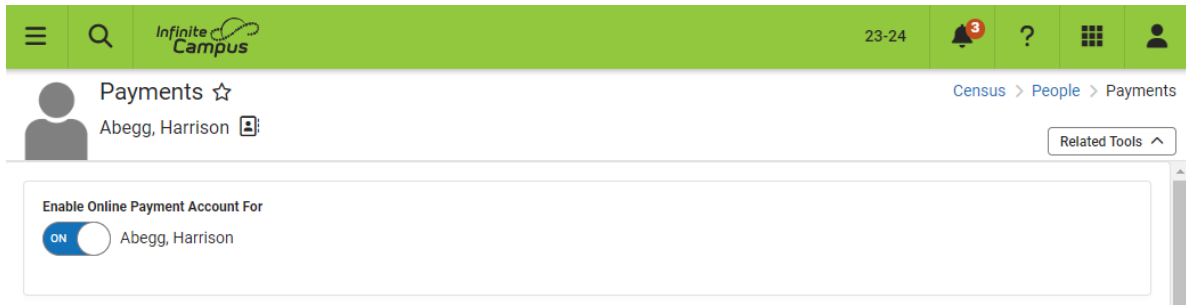 Infinite
Campus
23-24
3
?
Payments
Census > People > Payments
Abegg, Harrison
Related Tools
Enable Online Payment Account For
ON
Abegg, Harrison